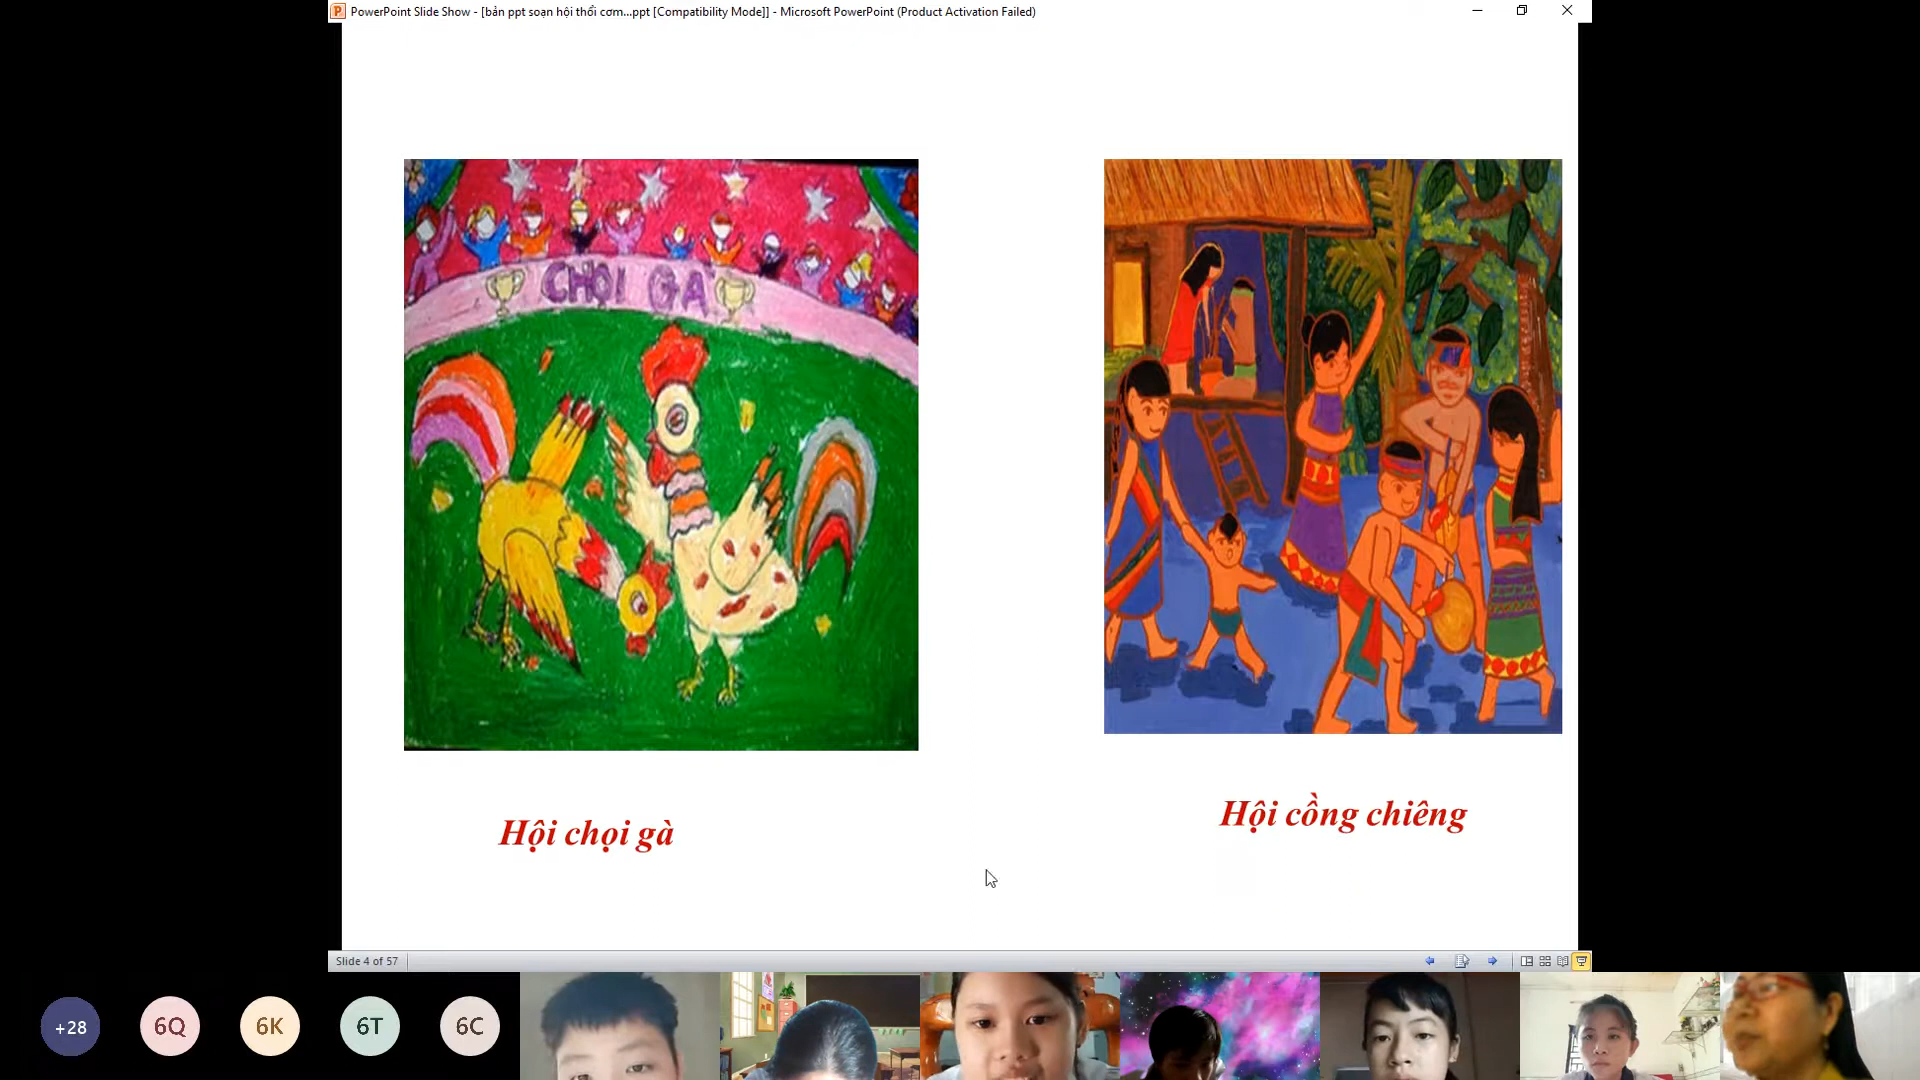 PowerPoint Slide Show - [bản ppt soạn hội thổi cơm...ppt [Compatibility Mode]] - Microsoft PowerPoint (Product Activation Failed)
CHỌI GÀ
Hội chọi gà
Hội cồng chiêng
Slide 4 of 57
+28
6Q
6K
6T
6C